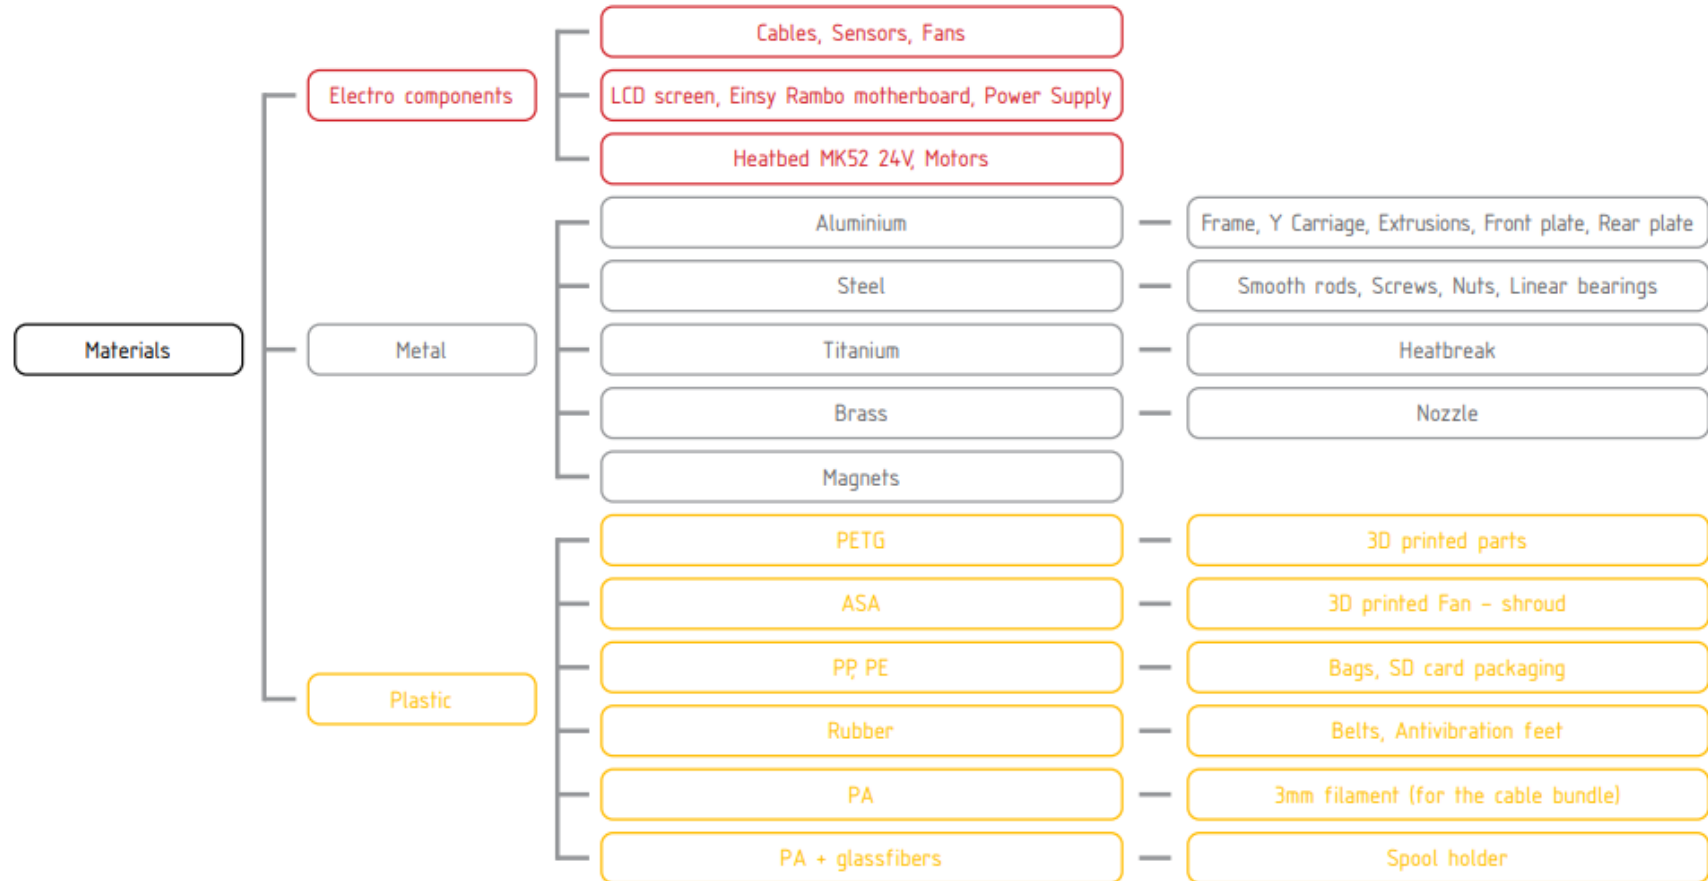 Cables, Sensors, Fans
Electro components
LCD screen, Einsy Rambo motherboard, Power Supply
Heatbed MK52 24V, Motors
Aluminium
Frame, Y Carriage, Extrusions, Front plate, Rear plate
Steel
Smooth rods, Screws, Nuts, Linear bearings
Materials
Metal
Titanium
Heatbreak
Brass
Nozzle
Magnets
PETG
3D printed parts
ASA
3D printed Fan - shroud
PP, PE
Bags, SD card packaging
Plastic
Rubber
Belts, Antivibration feet
PA
3mm filament (for the cable bundle)
PA + glassfibers
Spool holder